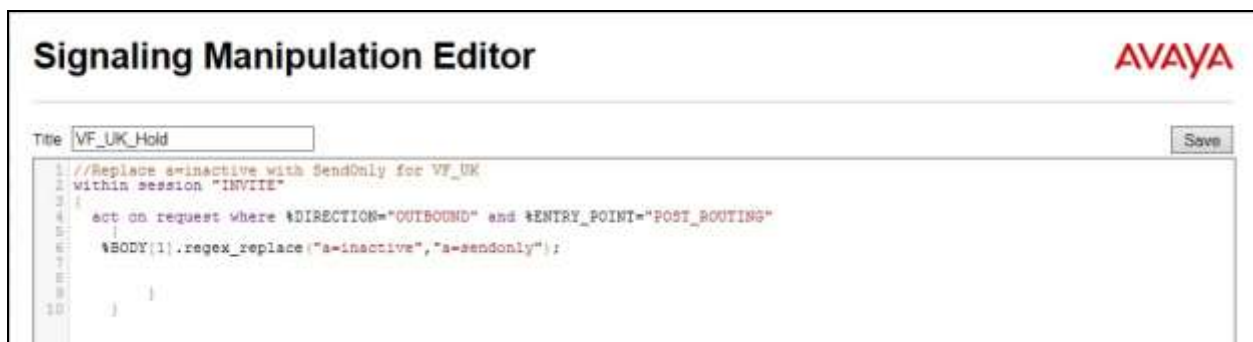 Signaling Manipulation Editor
AVAYA
Title VF_UK_Hold
Save
1 //Replace a=inactive with SendOnly for VF_UK
2 within session "INVITE"
3 {
4 act on request where %DIRECTION="OUTBOUND" and %ENTRY_POINT="POST_ROUTING"
5 {
6 %BODY[1].regex_replace("a=inactive","a=sendonly");
7
8
9 }
10 }